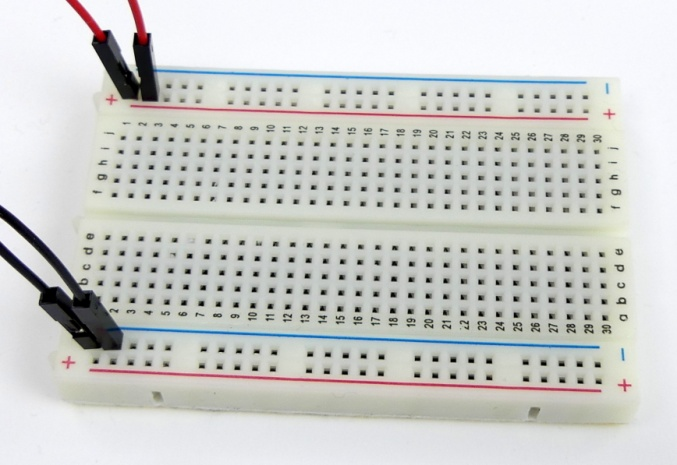 −
+ +
1 2 3 4 5 6 7 8 9 10 11 12 13 14 15 16 17 18 19 20 21 22 23 24 25 26 27 28 29 30
j j
i i
h h
g g
f f
e e
d d
c c
b b
a
2 3 4 5 6 7 8 9 10 11 12 13 14 15 16 17 18 19 20 21 22 23 24 25 26 27 28 29 30
−
+ +